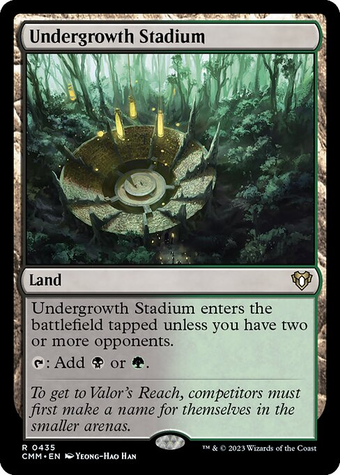 Undergrowth Stadium
Land
Undergrowth Stadium enters the
battlefield tapped unless you have two
or more opponents.
: Add or .
To get to Valor's Reach, competitors must
first make a name for themselves in the
smaller arenas.
R 0435
CMM • EN Yeong-Hao Han
™ & © 2023 Wizards of the Coast